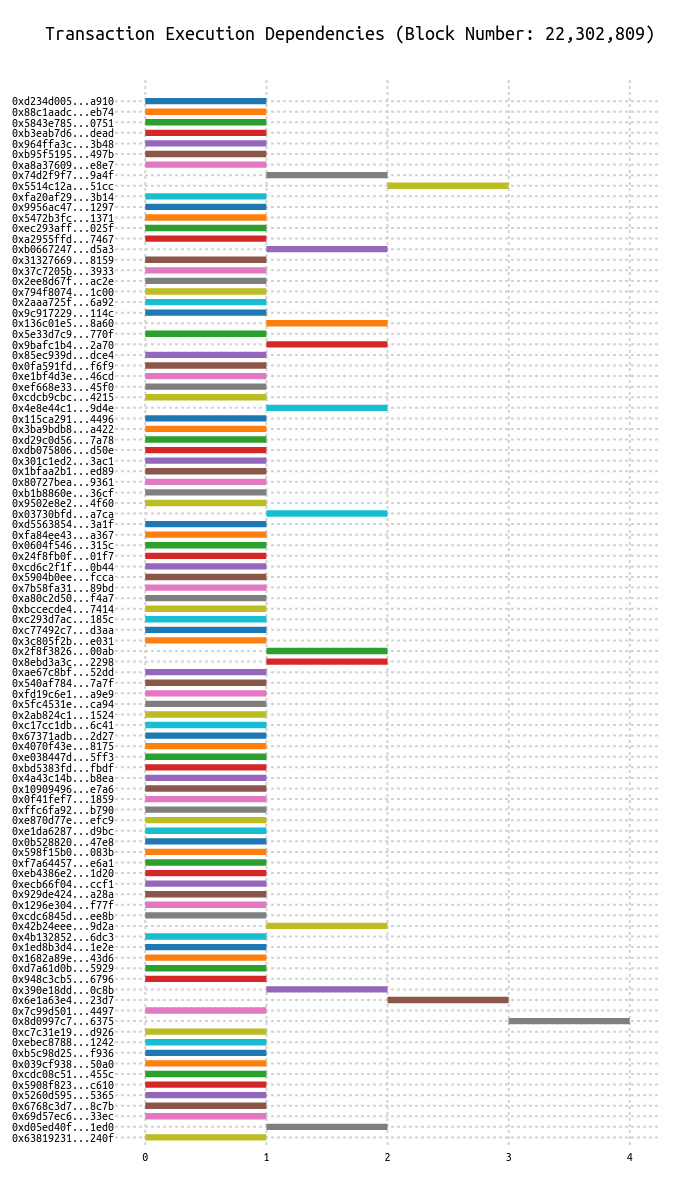 Transaction Execution Dependencies (Block Number: 22,302,809)
0xd234d005...a910
0x88c1aadc...eb74
0x5843e785...0751
0xb3eab7d6...dead
0x964ffa3c...3b48
0xb95f5195...497b
0xa8a37609...e8e7
0x74d2f9f7...9a4f
0x5514c12a...51cc
0xfa20af29...3b14
0x9956ac47...1297
0x5472b3fc...1371
0xec293aff...025f
0xa2955ffd...7467
0xb0667247...d5a3
0x31327669...8159
0x37c7205b...3933
0x2ee8d67f...ac2e
0x794f8074...1c00
0x2aaa725f...6a92
0x9c917229...114c
0x136c01e5...8a60
0x5e33d7c9...770f
0x9bafc1b4...2a70
0x85ec939d...dce4
0x0fa591fd...f6f9
0xe1bf4d3e...46cd
0xef668e33...45f0
0xcdcb9cbc...4215
0x4e8e44c1...9d4e
0x115ca291...4496
0x3ba9bdb8...a422
0xd29c0d56...7a78
0xdb075806...d50e
0x301c1ed2...3ac1
0x1bfaa2b1...ed89
0x80727bea...9361
0xb1b8860e...36cf
0x9502e8e2...4f60
0x03730bfd...a7ca
0xd5563854...3a1f
0xfa84ee43...a367
0x0604f546...315c
0x24f8fb0f...01f7
0xcd6c2f1f...0b44
0x5904b0ee...fcca
0x7b58fa31...89bd
0xa80c2d50...f4a7
0xbccecde4...7414
0xc293d7ac...185c
0xc77492c7...d3aa
0x3c805f2b...e031
0x2f8f3826...00ab
0x8ebd3a3c...2298
0xae67c8bf...52dd
0x540af784...7a7f
0xfd19c6e1...a9e9
0x5fc4531e...ca94
0x2ab824c1...1524
0xc17cc1db...6c41
0x67371adb...2d27
0x4070f43e...8175
0xe038447d...5ff3
0xbd5383fd...fbdf
0x4a43c14b...b8ea
0x10909496...e7a6
0x0f41fef7...1859
0xffc6fa92...b790
0xe870d77e...efc9
0xe1da6287...d9bc
0x0b528820...47e8
0x598f15b0...083b
0xf7a64457...e6a1
0xeb4386e2...1d20
0xecb66f04...ccf1
0x929de424...a28a
0x1296e304...f77f
0xcdc6845d...ee8b
0x42b24eee...9d2a
0x4b132852...6dc3
0x1ed8b3d4...1e2e
0x1682a89e...43d6
0xd7a61d0b...5929
0x948c3cb5...6796
0x390e18dd...0c8b
0x6e1a63e4...23d7
0x7c99d501...4497
0x8d0997c7...6375
0xc7c31e19...d926
0xebec8788...1242
0xb5c98d25...f936
0x039cf938...50a0
0xcdc08c51...455c
0x5908f823...c610
0x5260d595...5365
0x6768c3d7...8c7b
0x69d57ec6...33ec
0xd05ed40f...1ed0
0x63819231...240f
0 1 2 3 4